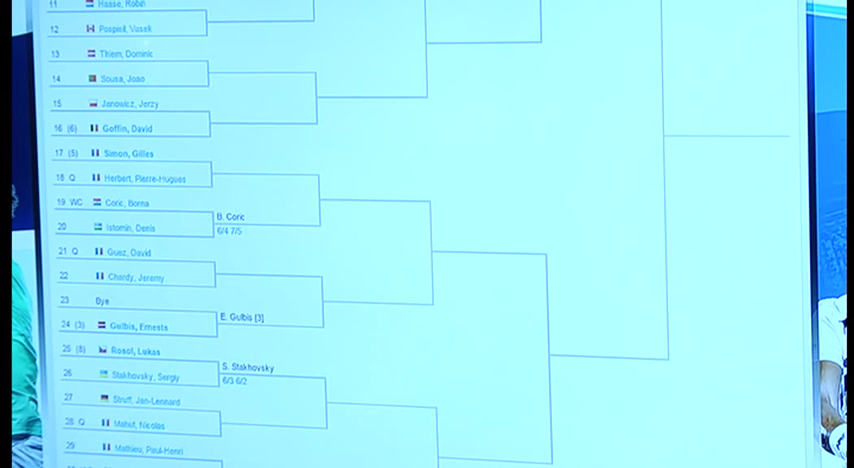 11 Haase, Robin
12 Pospisil, Vasek
13 Thiem, Dominic
14 Sousa, Joao
15 Janowicz, Jerzy
16 (6) Goffin, David
17 (5) Simon, Gilles
18 Q Herbert, Pierre-Hugues
19 WC Coric, Borna
B. Coric
20 Istomin, Denis
6/4 7/5
21 Q Guez, David
22 Chardy, Jeremy
23 Bye
E. Gulbis [3]
24 (3) Gulbis, Ernests
25 (8) Rosol, Lukas
S. Stakhovsky
26 Stakhovsky, Sergiy
6/3 6/2
27 Struff, Jan-Lennard
28 Q Mahut, Nicolas
29 Mathieu, Paul-Henri